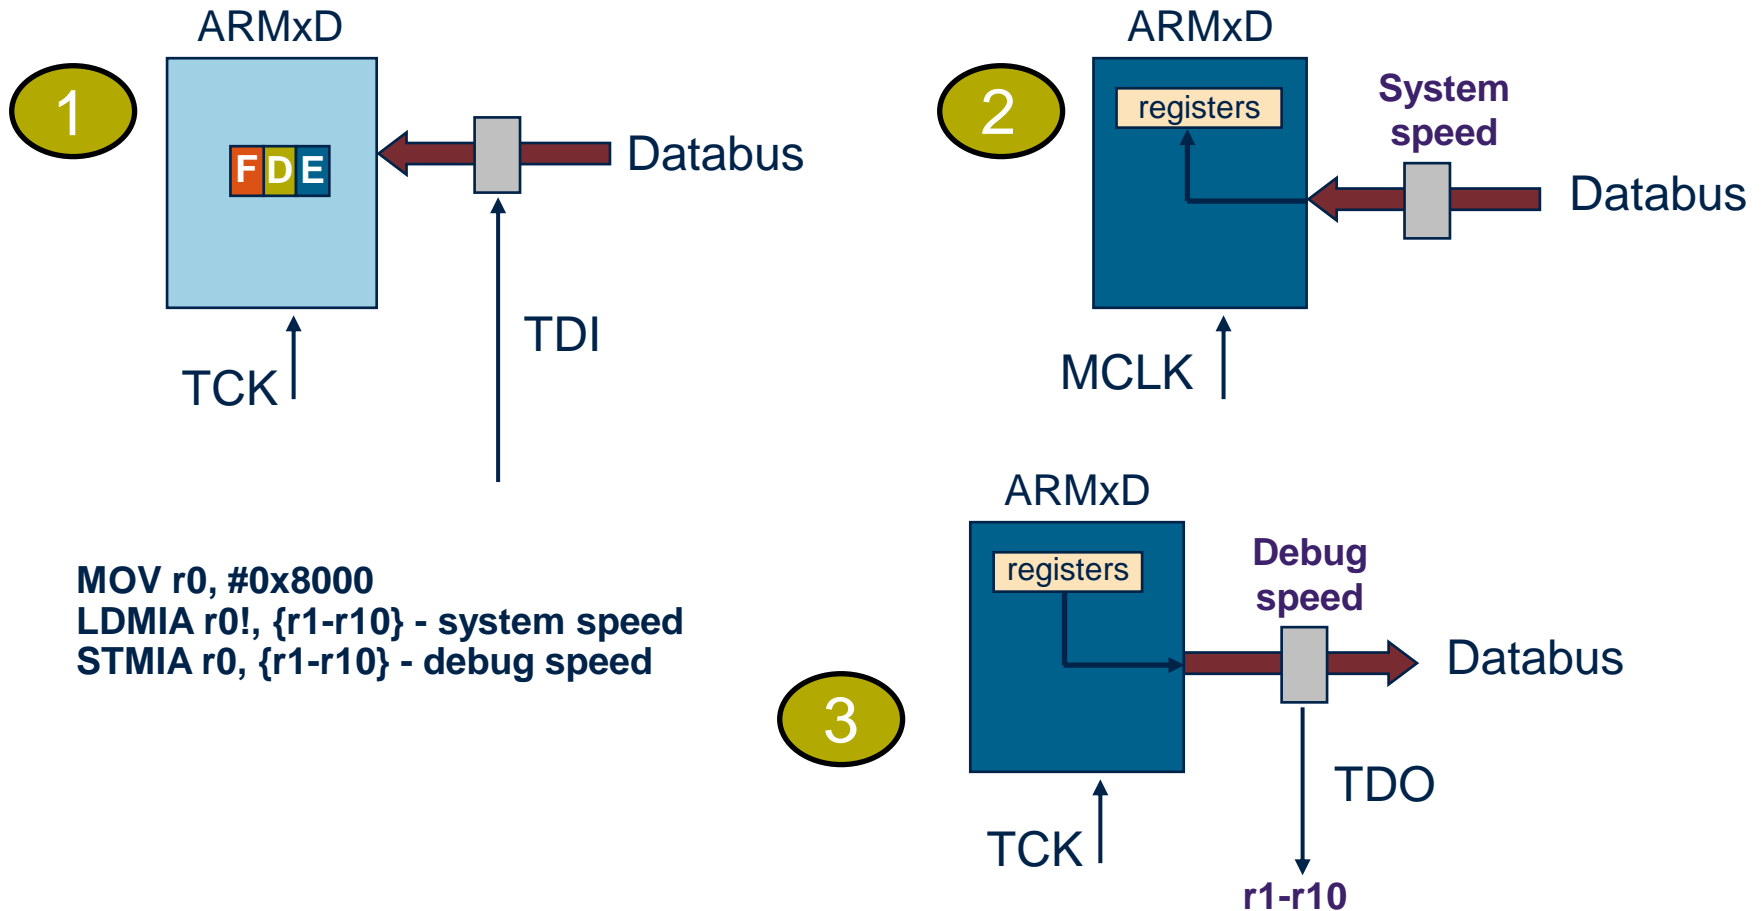 ARMxD
1
F D E
Databus
TDI
TCK
ARMxD
2
registers
System
speed
Databus
MCLK
MOV r0, #0x8000
LDMIA r0!, {r1-r10} - system speed
STMIA r0, {r1-r10} - debug speed
ARMxD
3
registers
Debug
speed
Databus
TDO
TCK
r1-r10